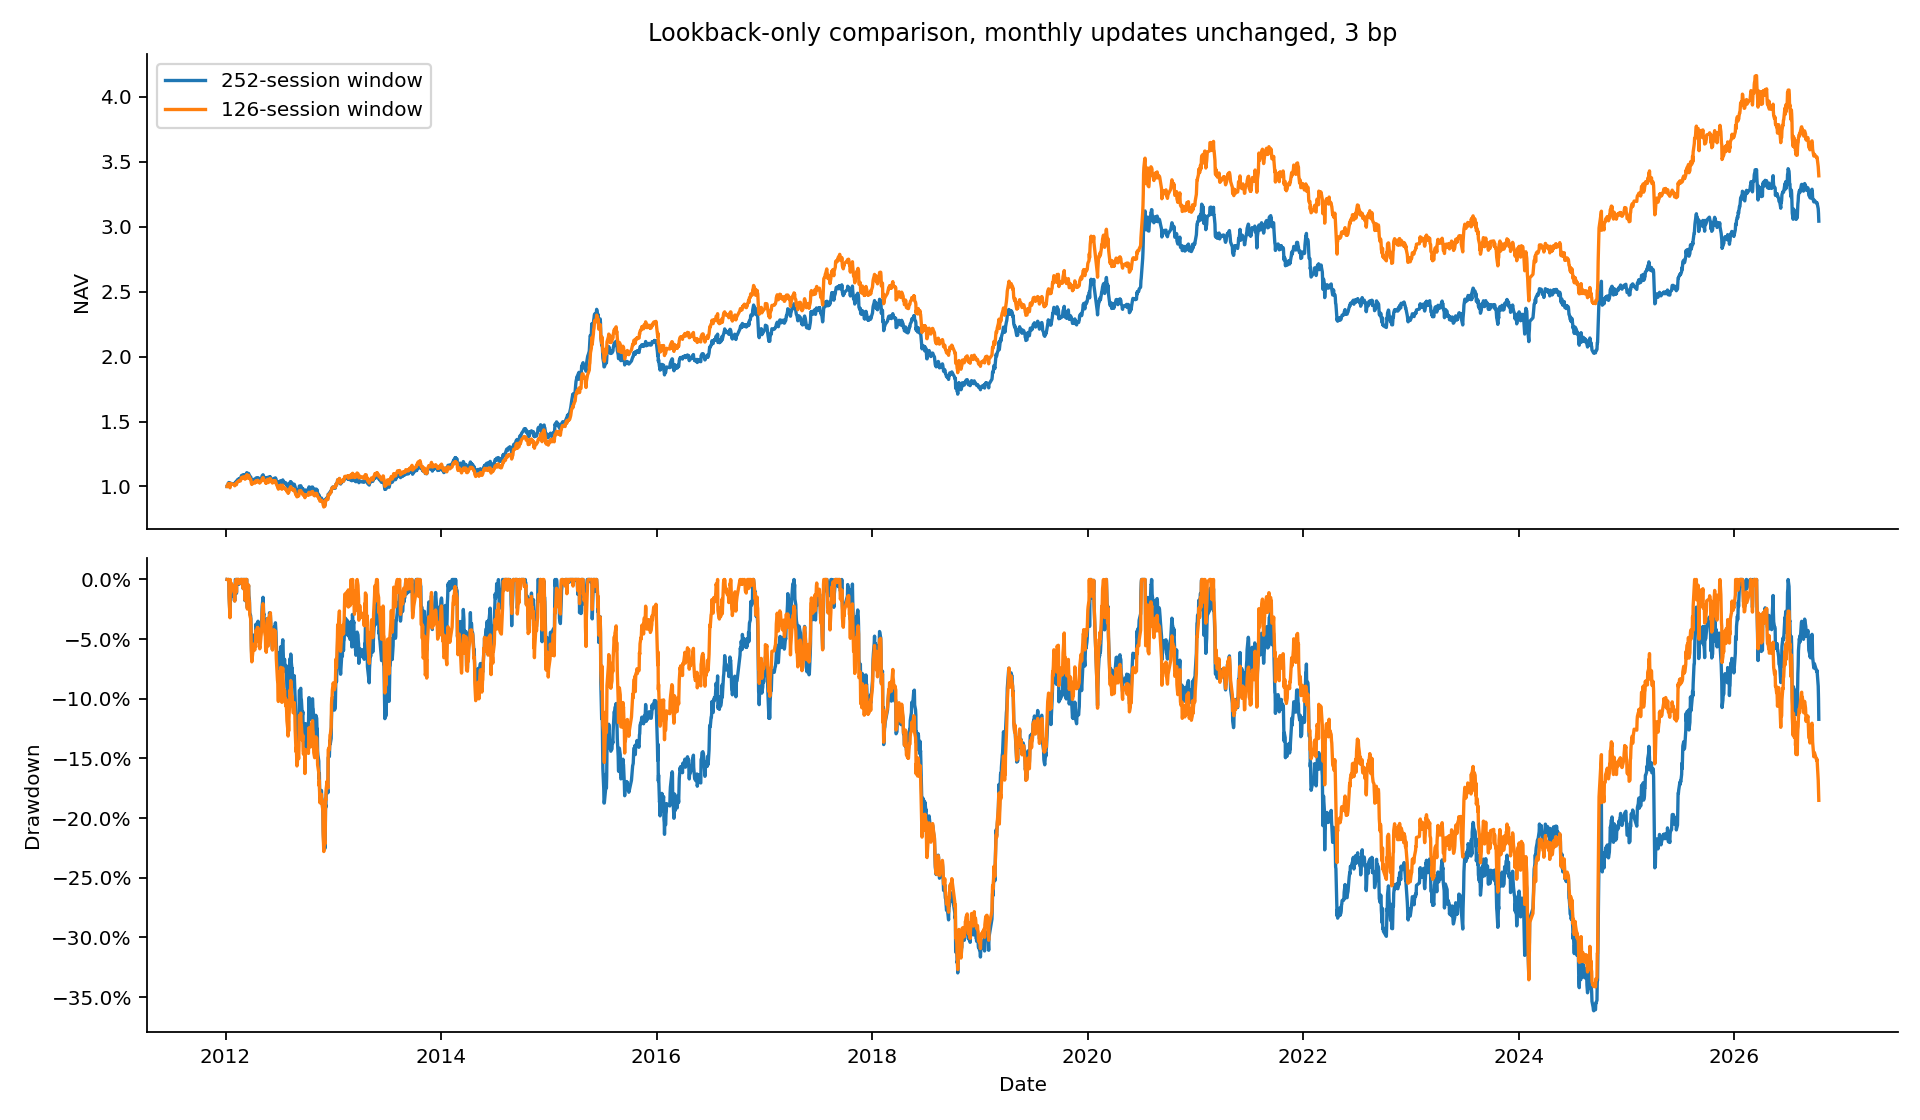 Lookback-only comparison, monthly updates unchanged, 3 bp
252-session window
126-session window
NAV
4.0
3.5
3.0
2.5
2.0
1.5
1.0
Drawdown
0.0%
−5.0%
−10.0%
−15.0%
−20.0%
−25.0%
−30.0%
−35.0%
2012 2014 2016 2018 2020 2022 2024 2026
Date